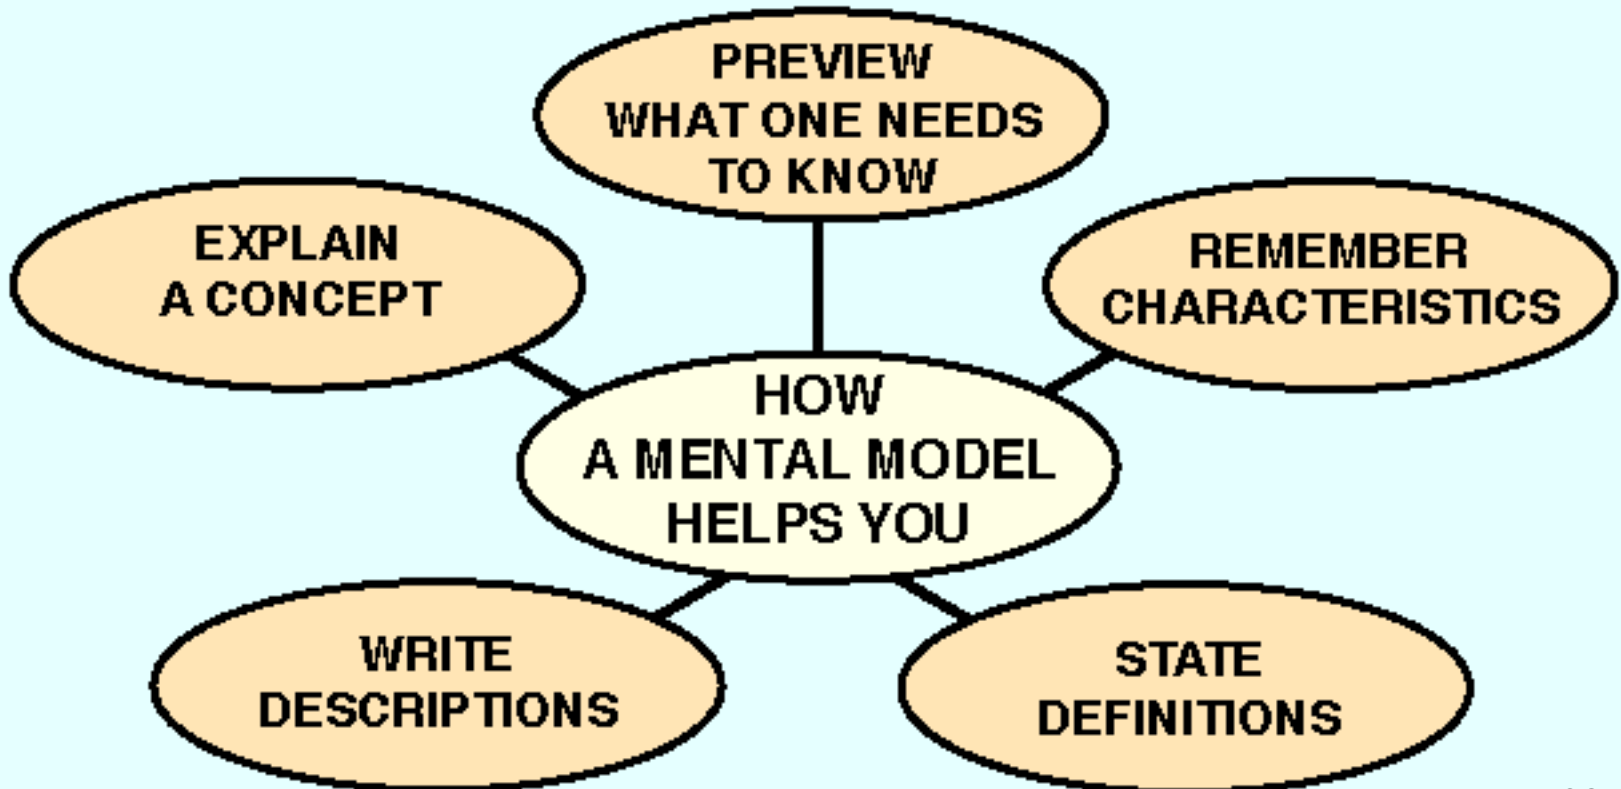 PREVIEW
WHAT ONE NEEDS
TO KNOW
EXPLAIN
A CONCEPT
REMEMBER
CHARACTERISTICS
HOW
A MENTAL MODEL
HELPS YOU
WRITE
DESCRIPTIONS
STATE
DEFINITIONS